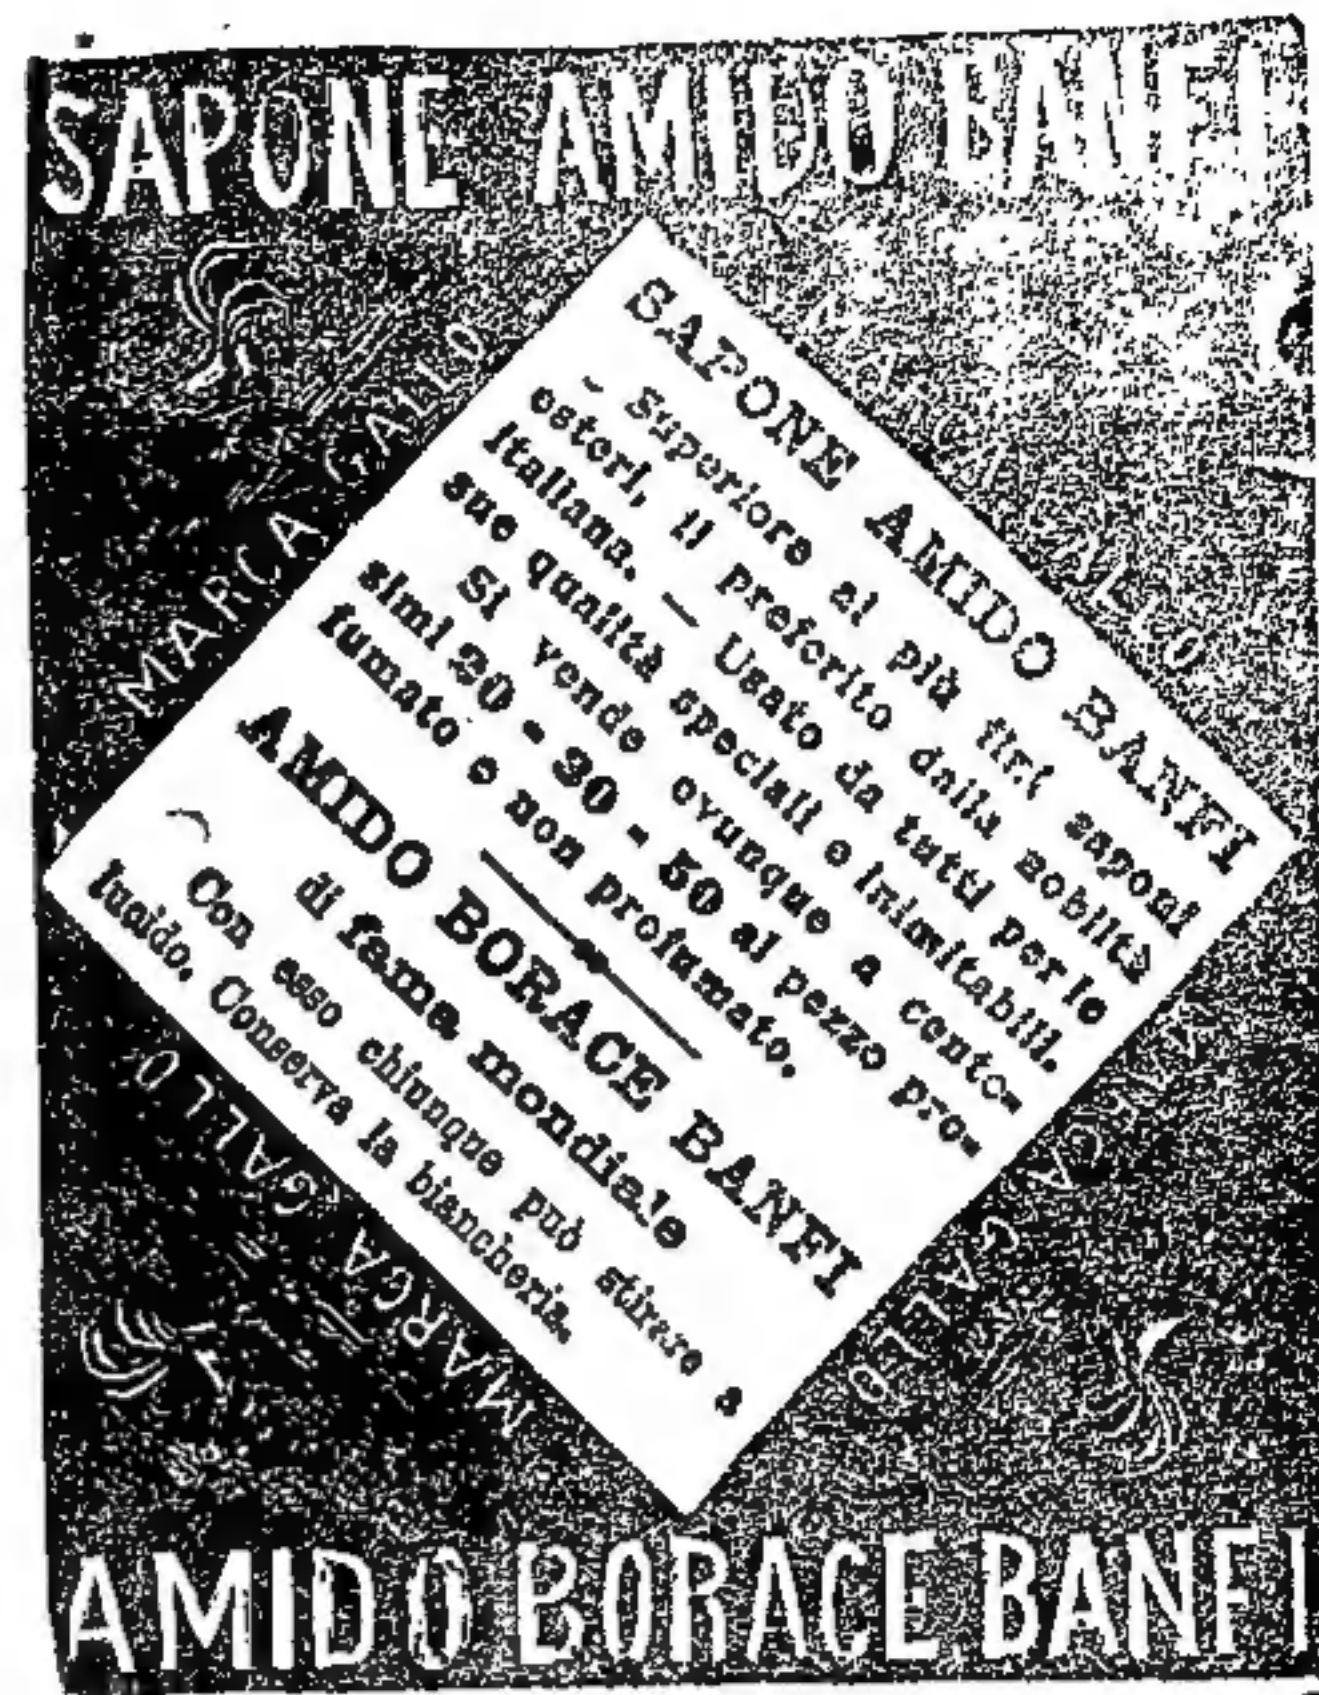 SAPONE AMIDO BANFI
MARCA GALLO
MARCA GALLO
SAPONE AMIDO BANFI
- Superiore ai più fini saponi
esteri, il preferito dalla nobiltà
italiana. — Usato da tutti per le
sue qualità speciali e inimitabili.
Si vende ovunque a cente-
simi 20 - 30 - 50 al pezzo pro-
fumato e non profumato.
AMIDO BORACE BANFI
di fama mondiale
Con esso chiunque può stirare a
lucido. Conserva la biancheria.
MARCA GALLO
MARCA GALLO
AMIDO BORACE BANFI